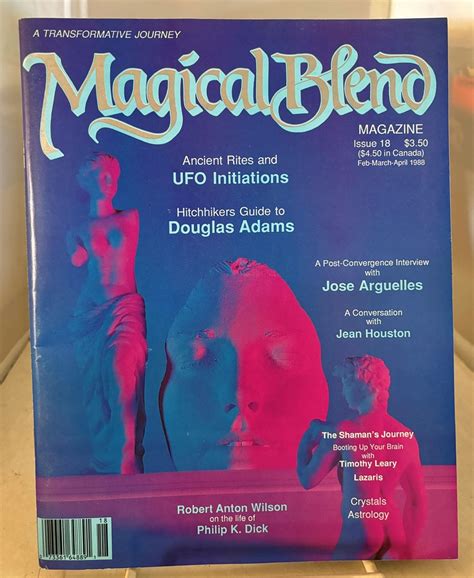 A TRANSFORMATIVE JOURNEY
Magical Blend
MAGAZINE
Issue 18 $3.50
($4.50 in Canada)
Feb-March-April 1988
Ancient Rites and
UFO Initiations
Hitchhikers Guide to
Douglas Adams
A Post-Convergence Interview
with
Jose Arguelles
A Conversation
with
Jean Houston
The Shaman's Journey
Booting Up Your Brain
with
Timothy Leary
Lazaris
Crystals
Astrology
Robert Anton Wilson
on the life of
Philip K. Dick
18